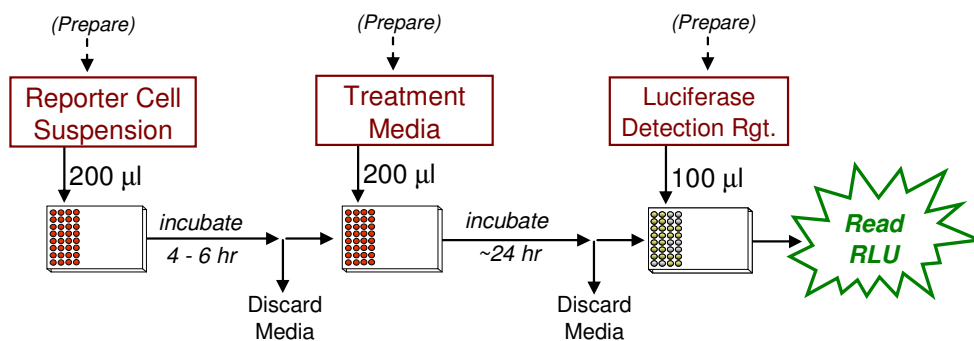 (Prepare)
Reporter Cell
Suspension
200 µl
incubate
4 - 6 hr
Discard
Media
(Prepare)
Treatment
Media
200 µl
incubate
~24 hr
Discard
Media
(Prepare)
Luciferase
Detection Rgt.
100 µl
Read
RLU